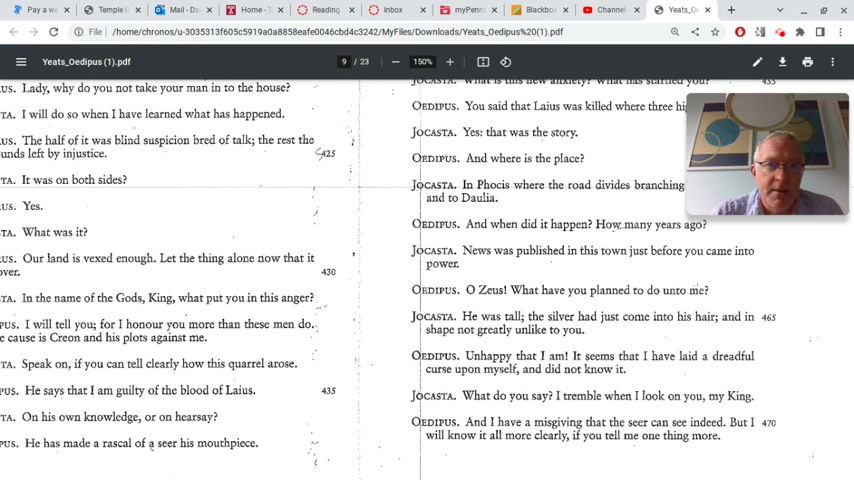 Pay a wa
Temple U
Mail - Da
Home - T
Reading
Inbox
myPenn
Blackboa
Channel
Yeats_Oe
File
/home/chronos/u-3035313f605c5919a0a8858eafe0046cbd4c3242/MyFiles/Downloads/Yeats_Oedipus%20(1).pdf
Yeats_Oedipus (1).pdf
9 / 23
150%
US. Lady, why do you not take your man in to the house?
TA. I will do so when I have learned what has happened.
US. The half of it was blind suspicion bred of talk; the rest the
unds left by injustice. 425
TA. It was on both sides?
US. Yes.
TA. What was it?
US. Our land is vexed enough. Let the thing alone now that it
over. 430
TA. In the name of the Gods, King, what put you in this anger?
PUS. I will tell you; for I honour you more than these men do.
e cause is Creon and his plots against me.
TA. Speak on, if you can tell clearly how this quarrel arose.
PUS. He says that I am guilty of the blood of Laius. 435
TA. On his own knowledge, or on hearsay?
PUS. He has made a rascal of a seer his mouthpiece.
JOCASTA. What is this new anxiety? What has startled you? 455
OEDIPUS. You said that Laius was killed where three hi
JOCASTA. Yes: that was the story.
OEDIPUS. And where is the place?
JOCASTA. In Phocis where the road divides branching
and to Daulia.
OEDIPUS. And when did it happen? How many years ago?
JOCASTA. News was published in this town just before you came into
power.
OEDIPUS. O Zeus! What have you planned to do unto me?
JOCASTA. He was tall; the silver had just come into his hair; and in 465
shape not greatly unlike to you.
OEDIPUS. Unhappy that I am! It seems that I have laid a dreadful
curse upon myself, and did not know it.
JOCASTA. What do you say? I tremble when I look on you, my King.
OEDIPUS. And I have a misgiving that the seer can see indeed. But I 470
will know it all more clearly, if you tell me one thing more.